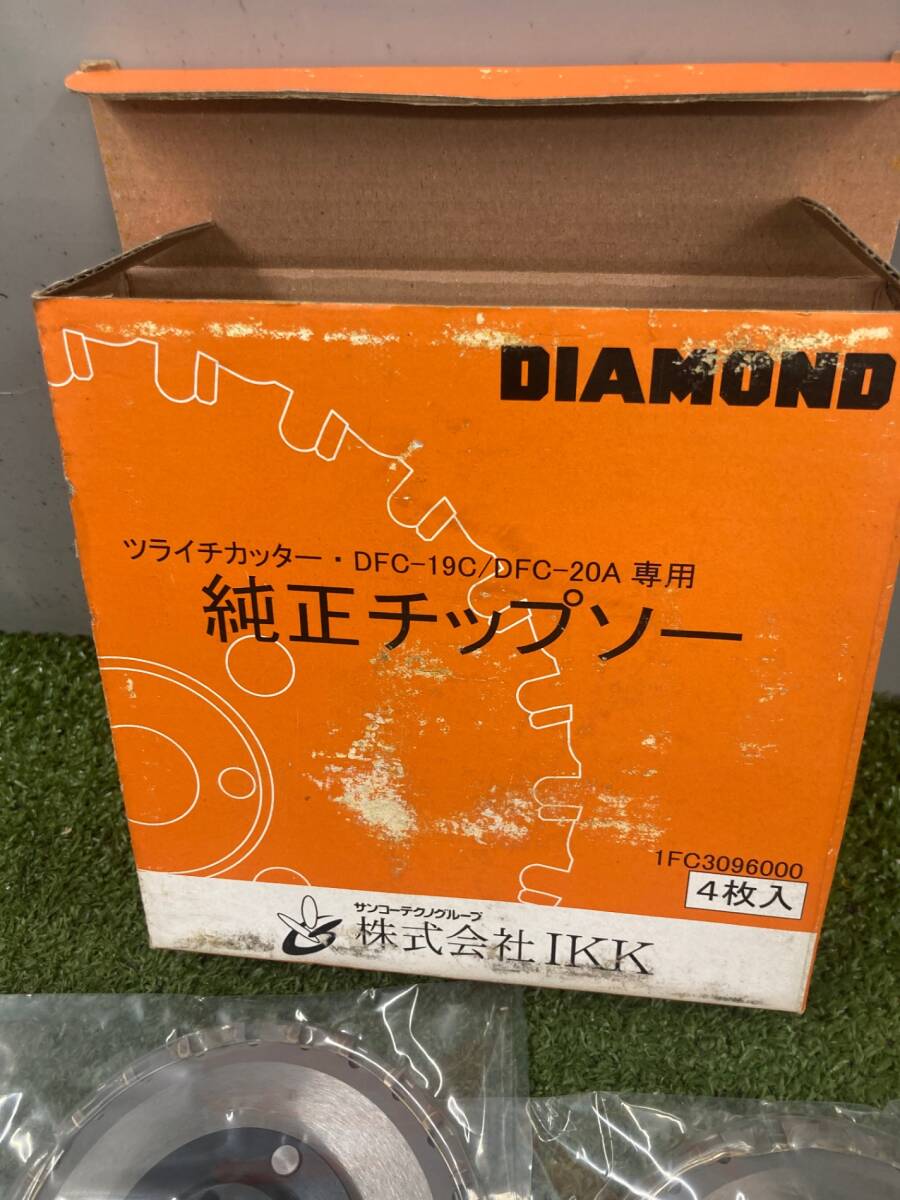 DIAMOND
ツライチカッター・DFC-19C/DFC-20A 専用
純正チップソー
1FC3096000
4枚入
サンコーテクノグループ
株式会社IKK